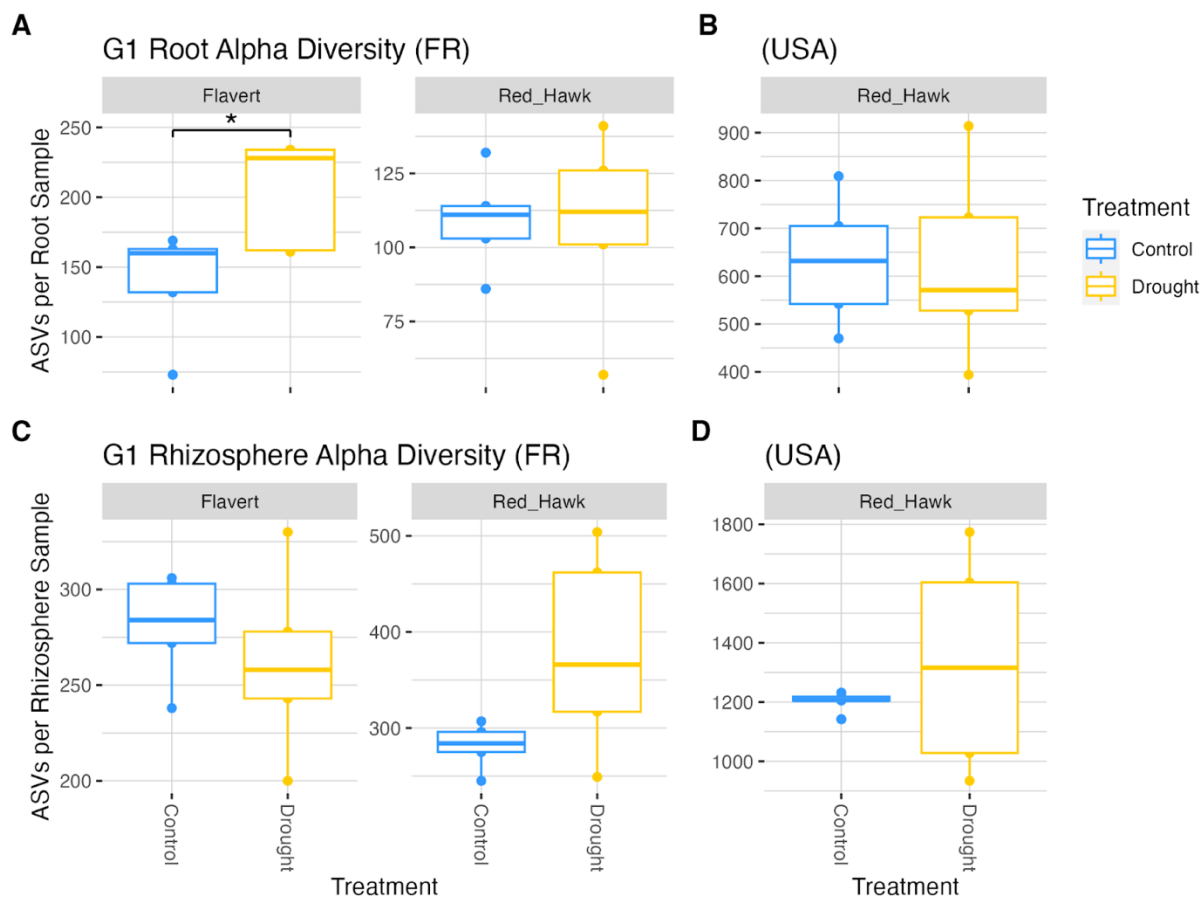 A
B
G1 Root Alpha Diversity (FR)
(USA)
Flavert
Red_Hawk
Red_Hawk
ASVs per Root Sample
250
200
150
100
*
125
100
75
900
800
700
600
500
400
Treatment
Control
Drought
C
D
G1 Rhizosphere Alpha Diversity (FR)
(USA)
Flavert
Red_Hawk
Red_Hawk
ASVs per Rhizosphere Sample
300
250
200
500
400
300
1800
1600
1400
1200
1000
Control
Drought
Control
Drought
Control
Drought
Treatment
Treatment